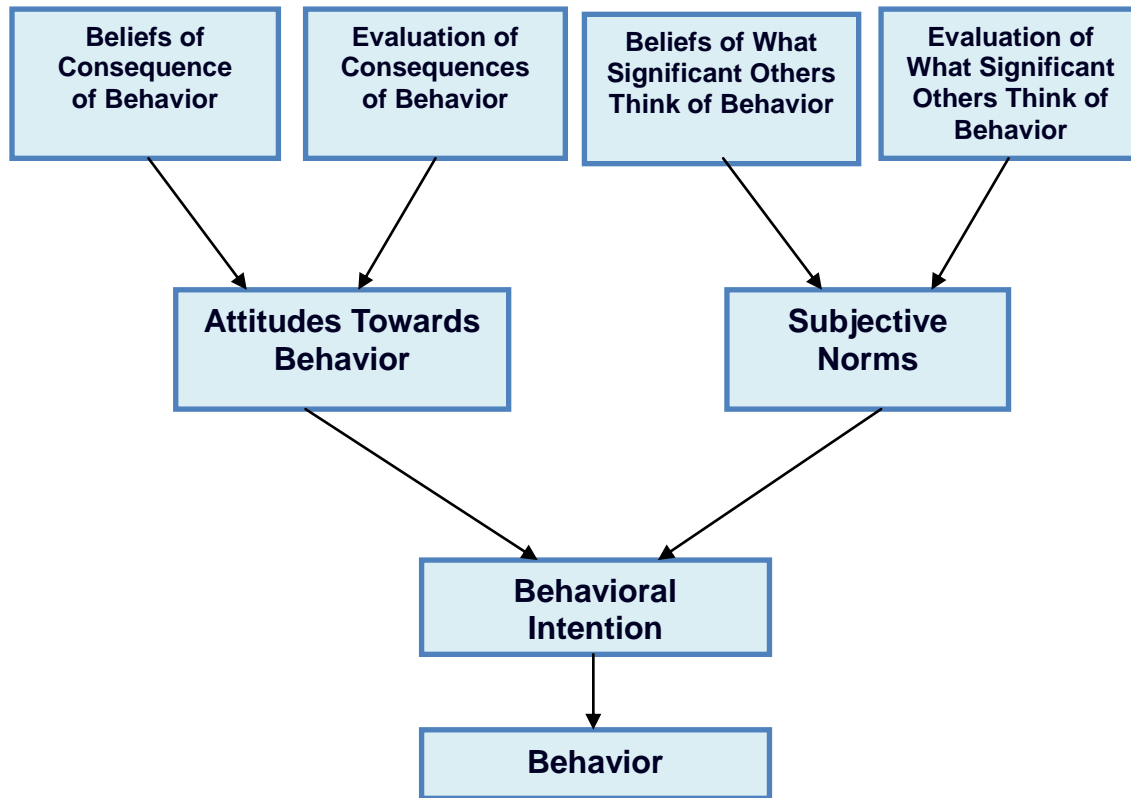 Beliefs of
Consequence
of Behavior
Evaluation of
Consequences
of Behavior
Beliefs of What
Significant Others
Think of Behavior
Evaluation of
What Significant
Others Think of
Behavior
Attitudes Towards
Behavior
Subjective
Norms
Behavioral
Intention
Behavior